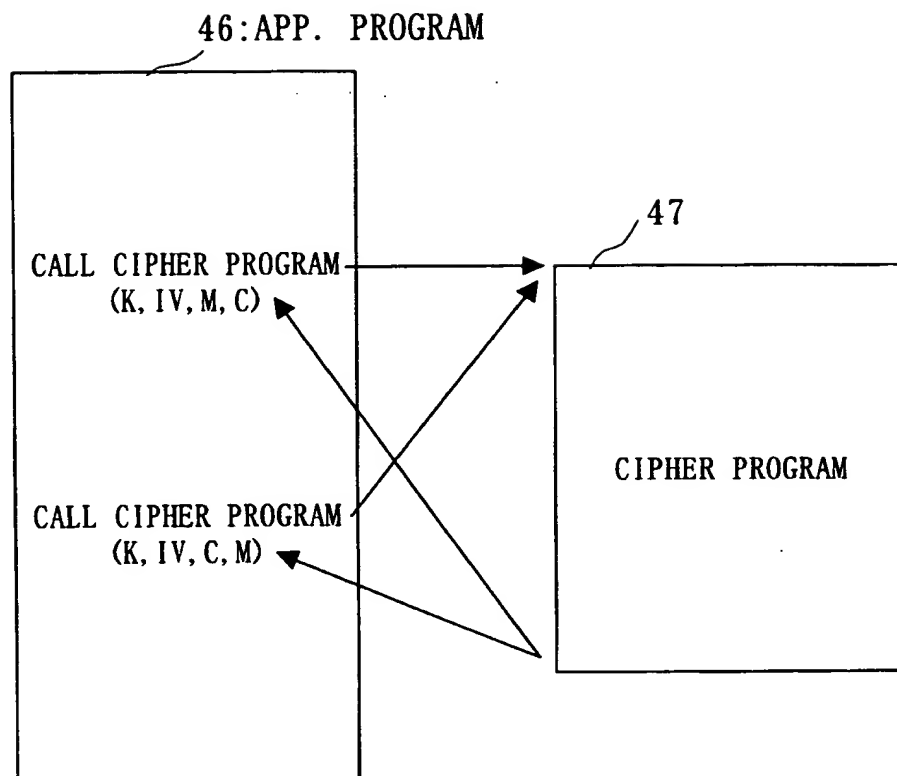 46:APP. PROGRAM
47
CALL CIPHER PROGRAM
(K, IV, M, C)
CIPHER PROGRAM
CALL CIPHER PROGRAM
(K, IV, C, M)